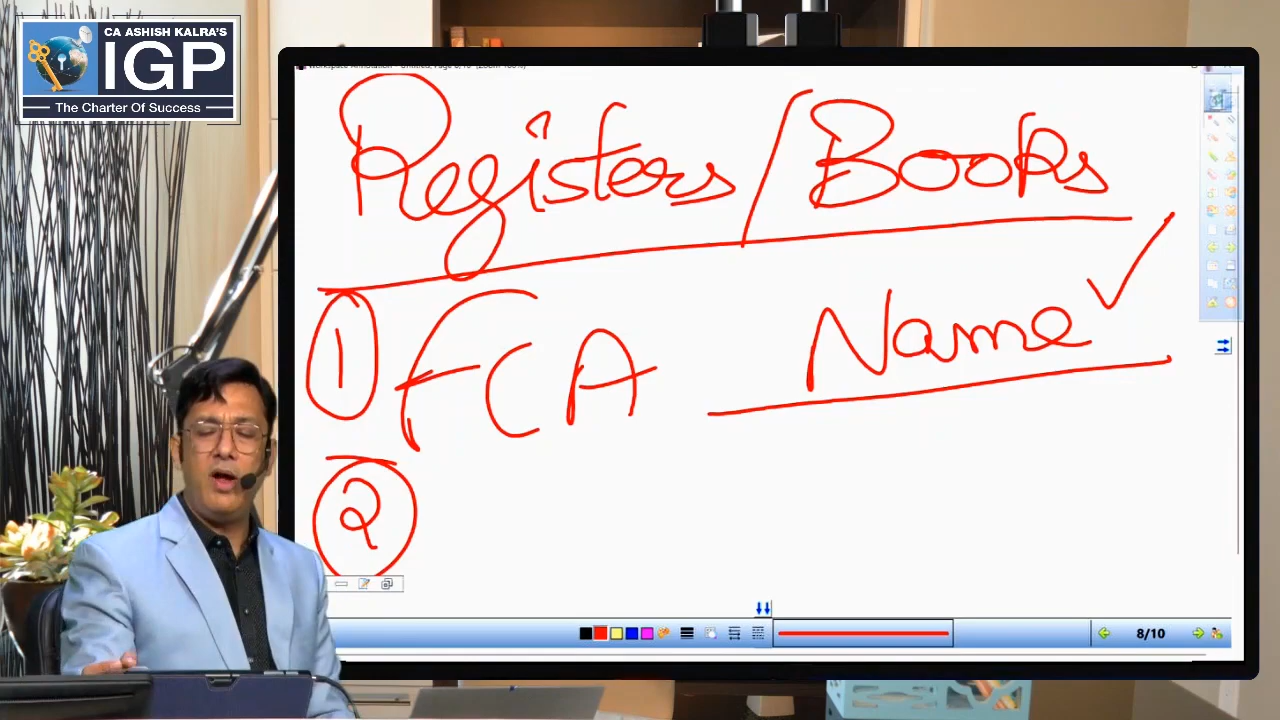 CA ASHISH KALRA'S
IGP
The Charter Of Success
Registers/Books
1 FCA Name ✓
2
8/10